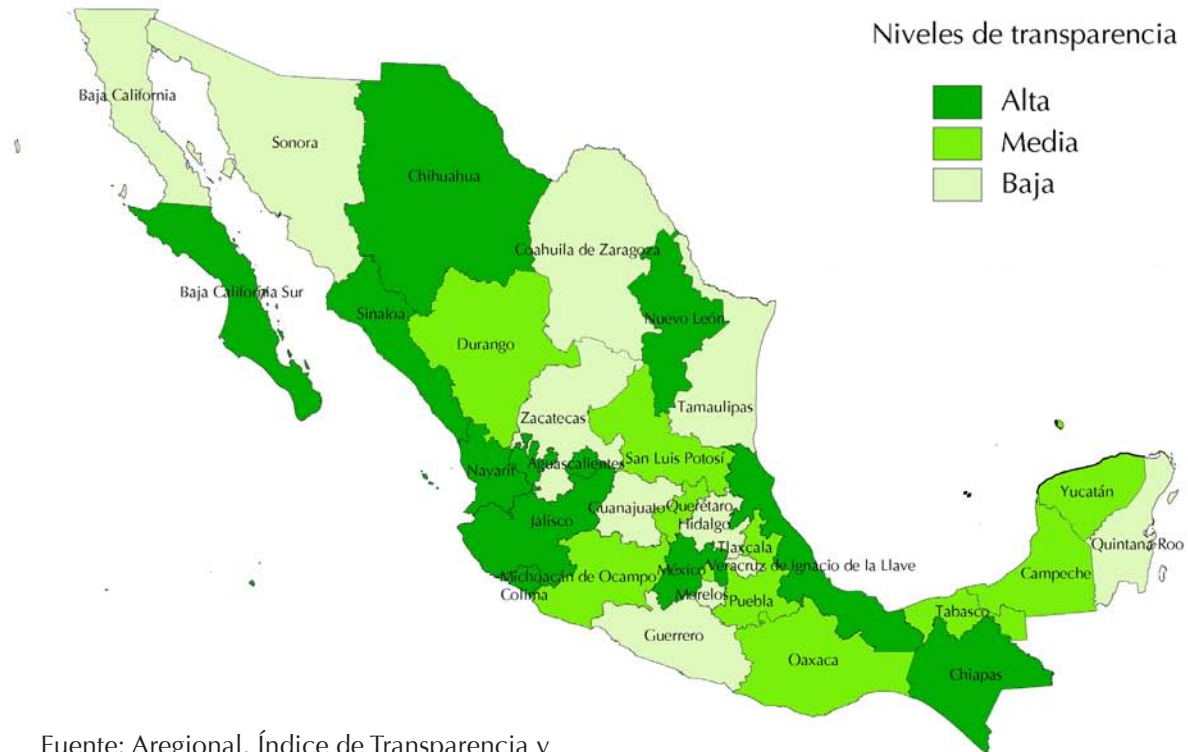 Niveles de transparencia
Alta
Media
Baja
Baja California
Sonora
Chihuahua
Coahuila de Zaragoza
Baja California Sur
Sinaloa
Nuevo León
Durango
Tamaulipas
Zacatecas
Nayarit
Aguascalientes
San Luis Potosí
Yucatán
Guanajuato
Querétaro
Hidalgo
Jalisco
Quintana Roo
Tlaxcala
Veracruz de Ignacio de la Llave
México
Michoacán de Ocampo
Campeche
Colima
Morelos
Puebla
Tabasco
Guerrero
Oaxaca
Chiapas
Fuente: Aregional, Índice de Transparencia y